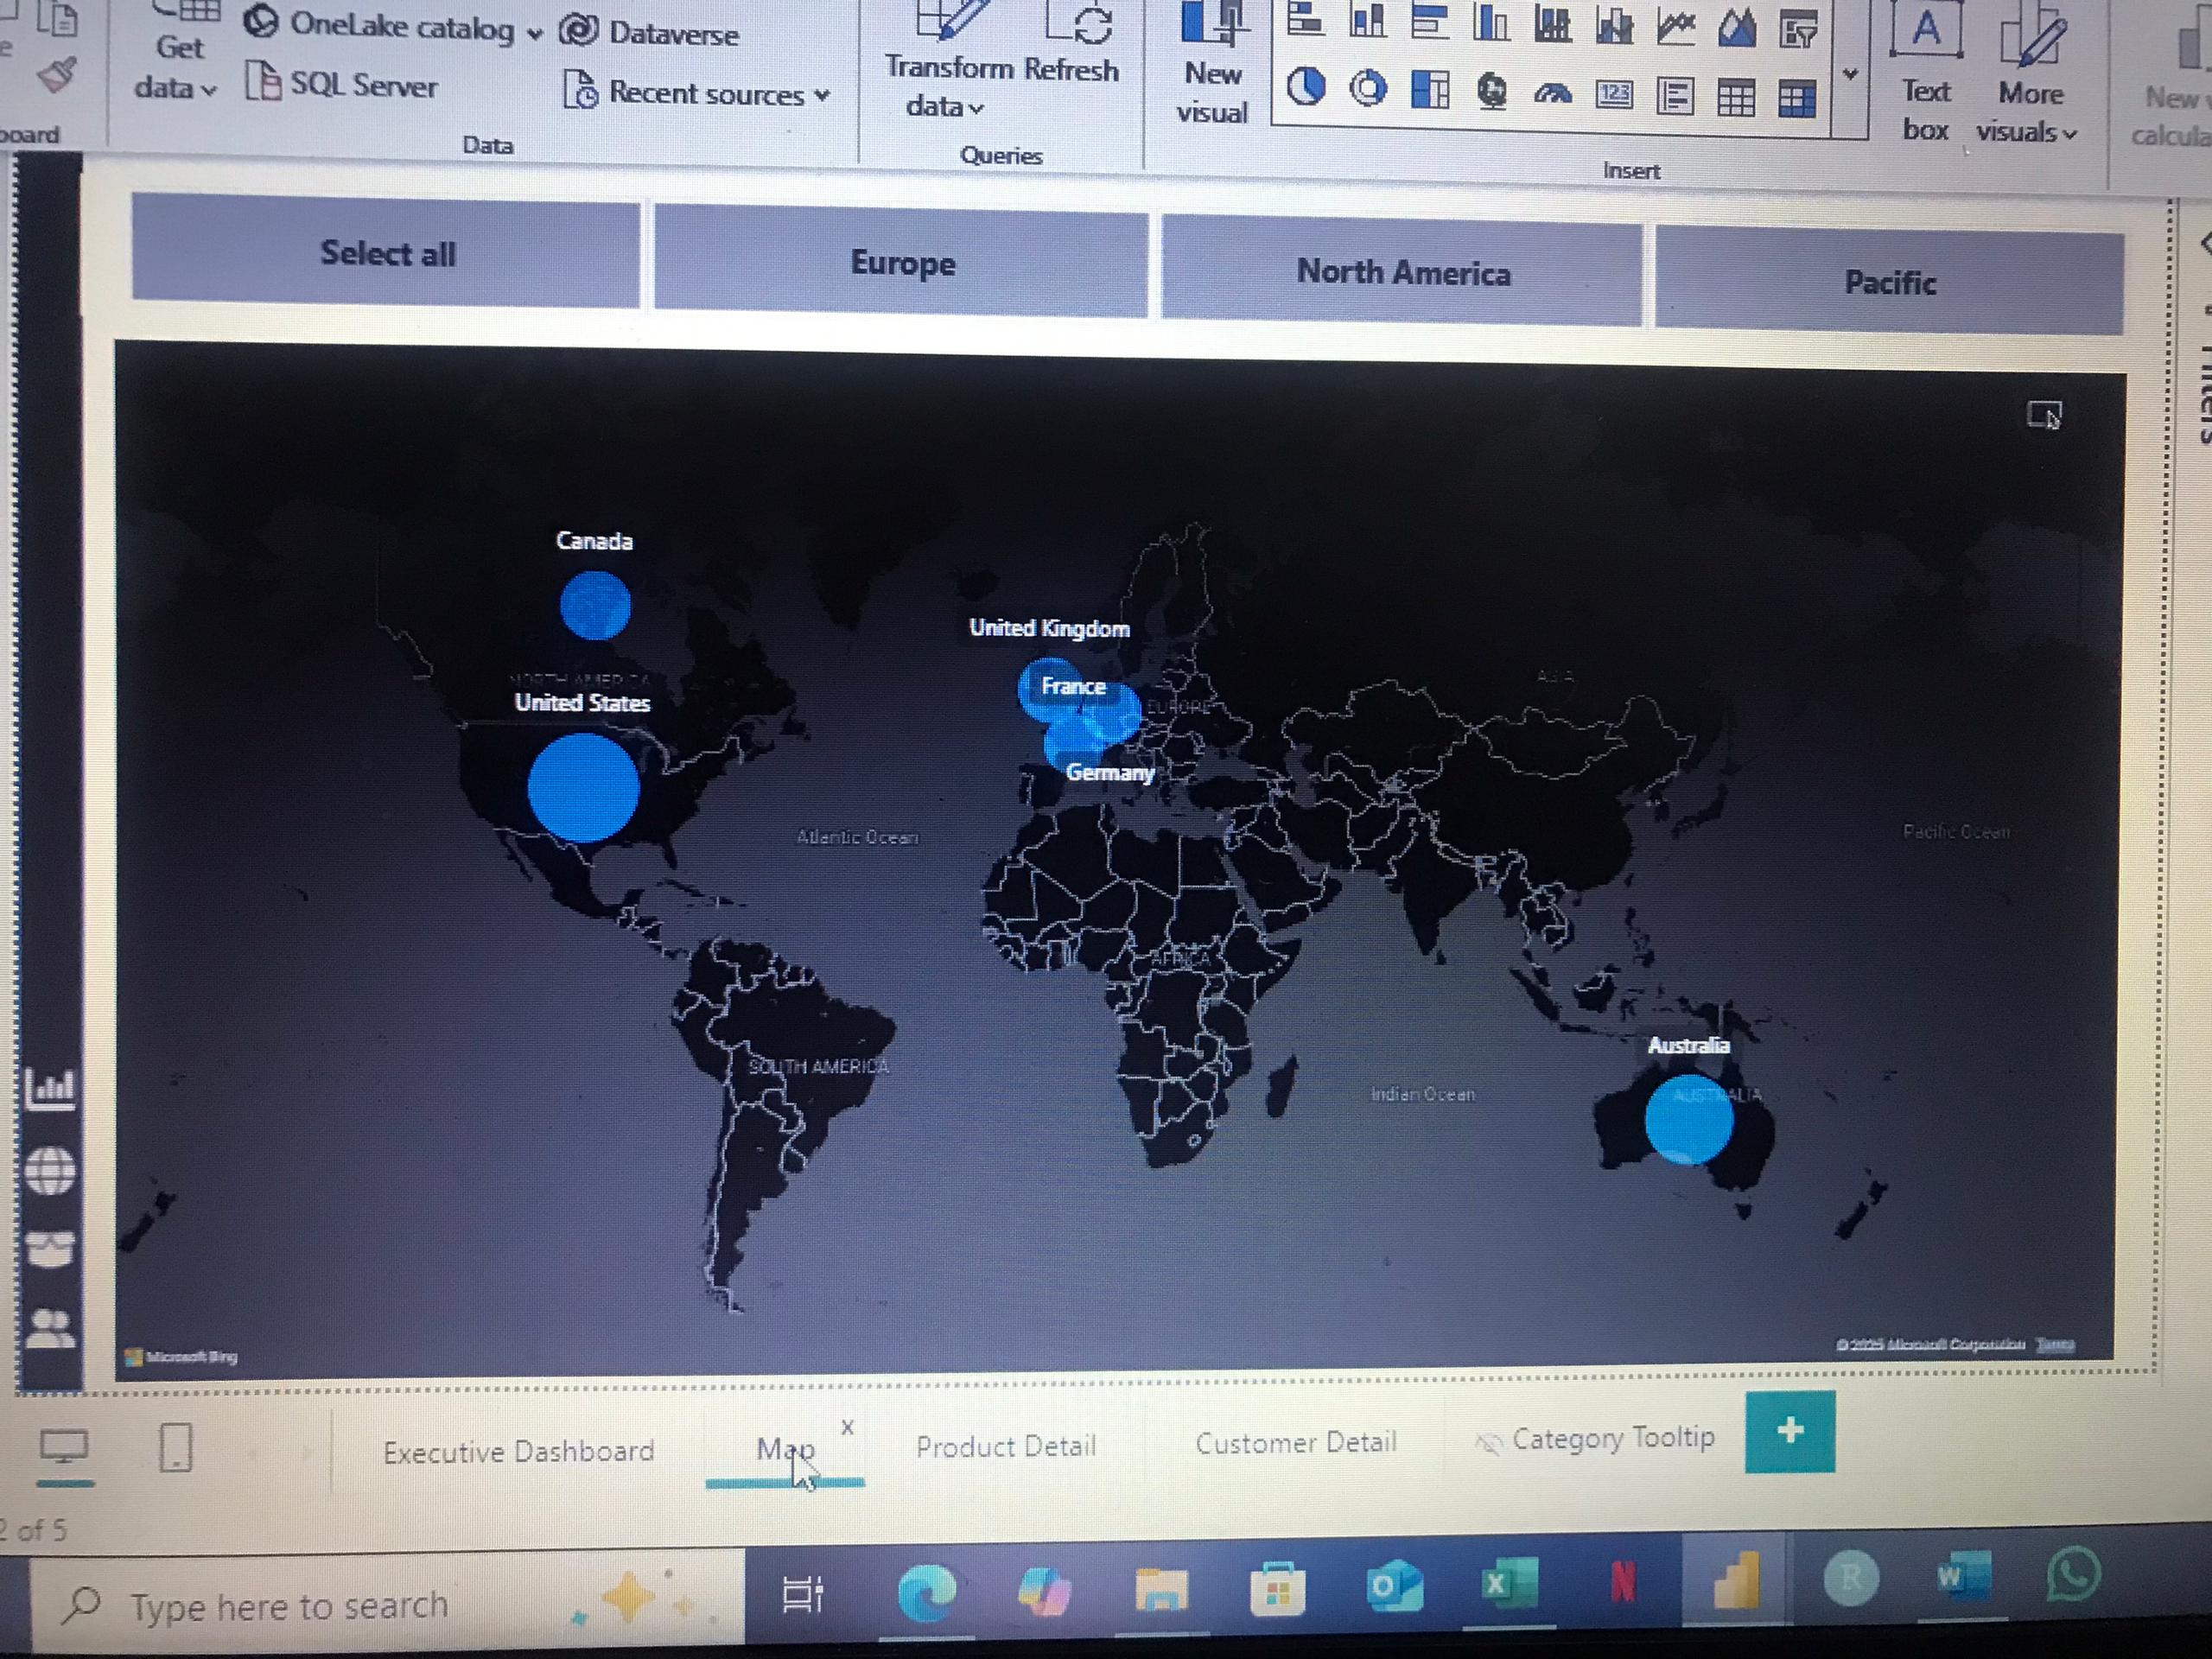 OneLake catalog
Dataverse
Get
data
SQL Server
Recent sources
Transform
data
Refresh
New
visual
123
A
Text
box
More
visuals
New
calcula
board
Data
Queries
Insert
Select all
Europe
North America
Pacific
Filters
Canada
NORTH AMERICA
United States
United Kingdom
France
EUROPE
Germany
ASIA
Atlantic Ocean
Pacific Ocean
AFRICA
SOUTH AMERICA
Indian Ocean
Australia
AUSTRALIA
Microsoft Bing
© 2025 Microsoft Corporation Terms
Executive Dashboard
Map
x
Product Detail
Customer Detail
Category Tooltip
+
2 of 5
Type here to search
O
X
N
R
W